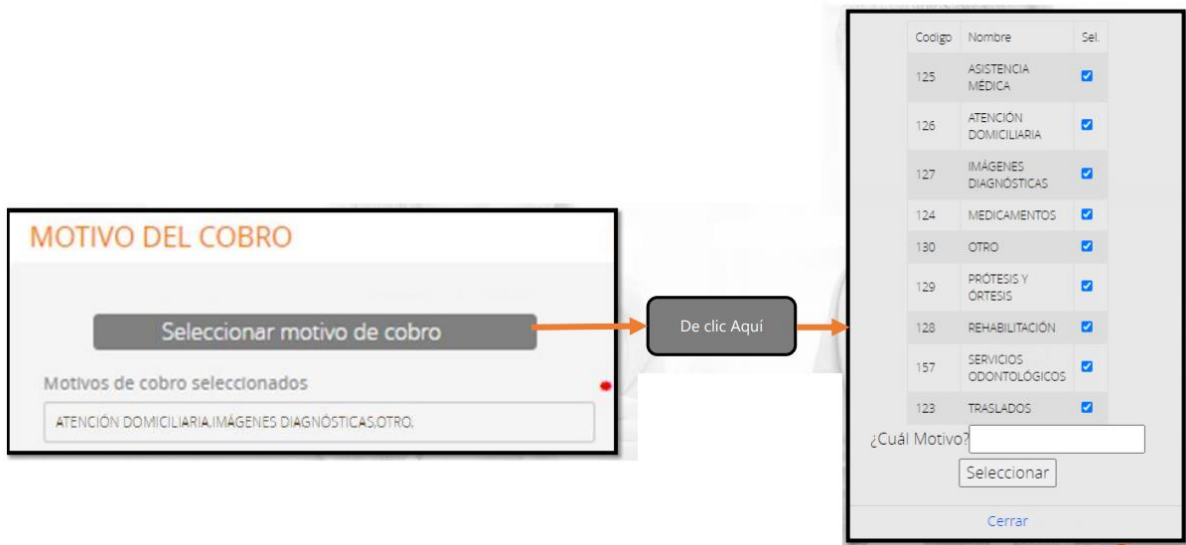 MOTIVO DEL COBRO
Seleccionar motivo de cobro
Motivos de cobro seleccionados
ATENCIÓN DOMICILIARIA,IMÁGENES DIAGNÓSTICAS,OTRO,
De clic Aquí
Codigo Nombre Sel.
125 ASISTENCIA
MÉDICA
126 ATENCIÓN
DOMICILIARIA
127 IMÁGENES
DIAGNÓSTICAS
124 MEDICAMENTOS
130 OTRO
129 PRÓTESIS Y
ÓRTESIS
128 REHABILITACIÓN
157 SERVICIOS
ODONTOLÓGICOS
123 TRASLADOS
¿Cuál Motivo?
Seleccionar
Cerrar